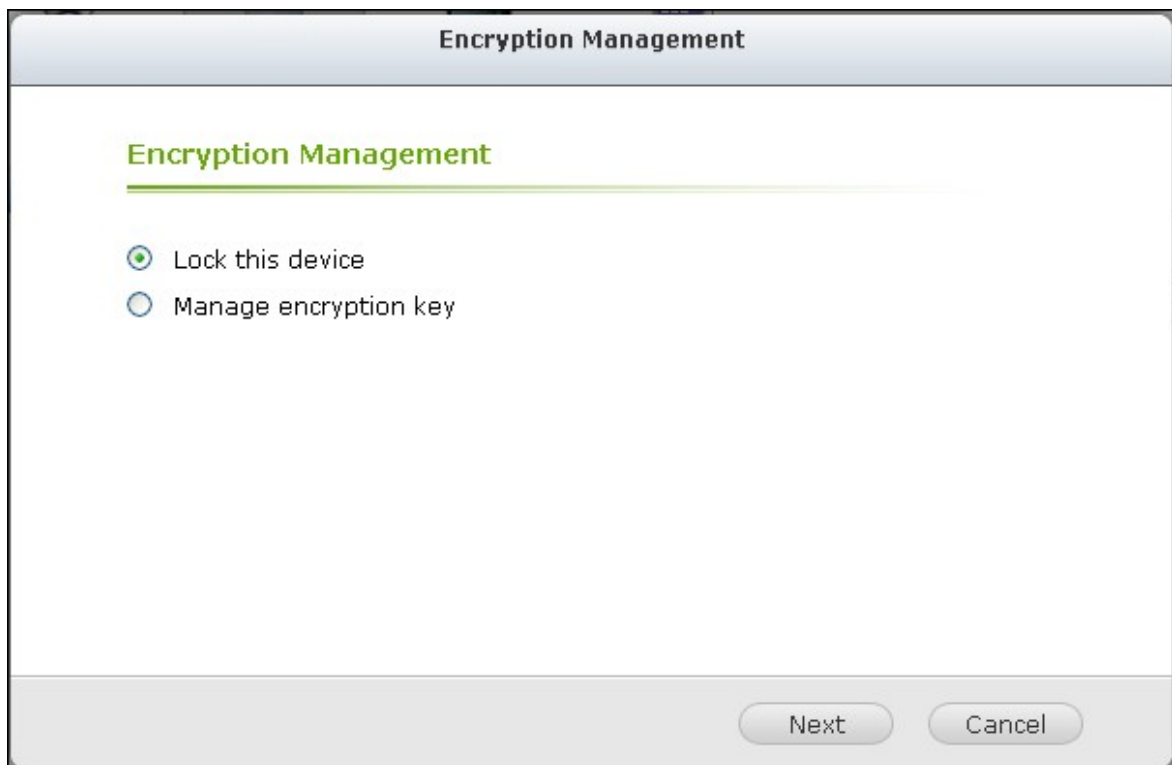 Encryption Management
Encryption Management
Lock this device
Manage encryption key
Next
Cancel